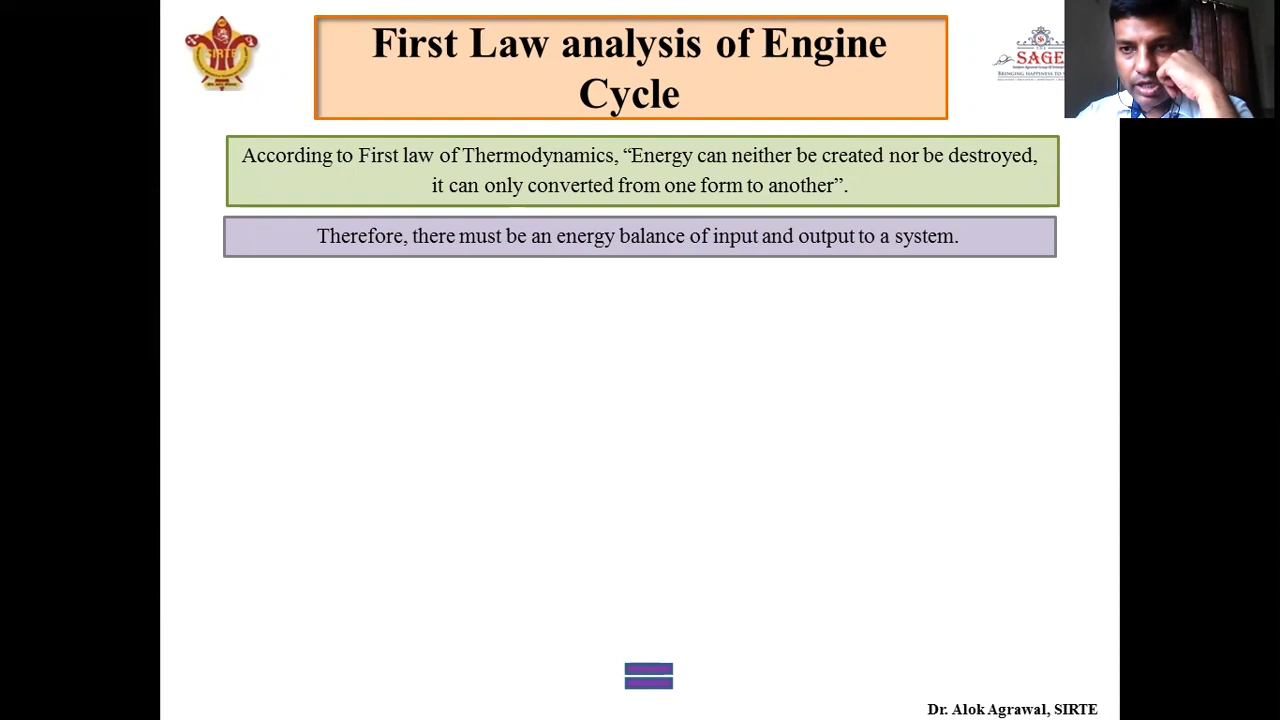 First Law analysis of Engine
Cycle
SIRTE
SAGE
According to First law of Thermodynamics, “Energy can neither be created nor be destroyed,
it can only converted from one form to another”.
Therefore, there must be an energy balance of input and output to a system.
Dr. Alok Agrawal, SIRTE